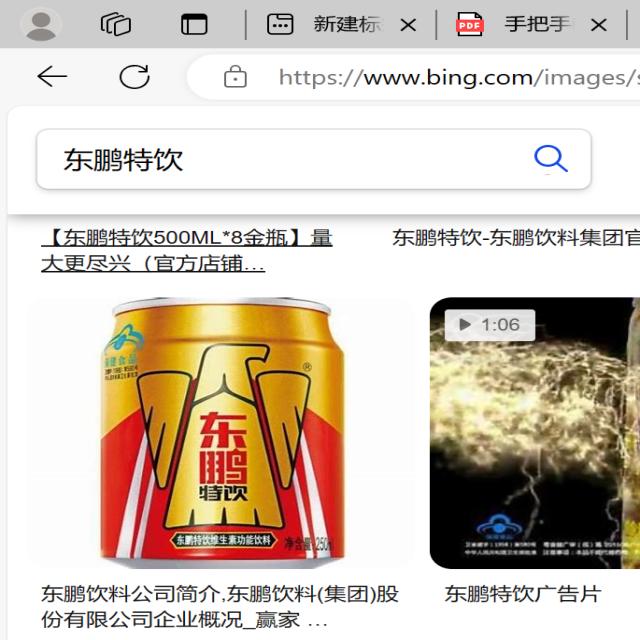 新建标
手把手
https://www.bing.com/images/s
东鹏特饮
【东鹏特饮500ML*8金瓶】量
大更尽兴（官方店铺...
东鹏特饮-东鹏饮料集团官
保健食品
®
东鹏
特饮
东鹏特饮维生素功能饮料
净含量:250ml
1:06
东鹏饮料公司简介,东鹏饮料(集团)股
份有限公司企业概况_赢家 ...
东鹏特饮广告片
PDF